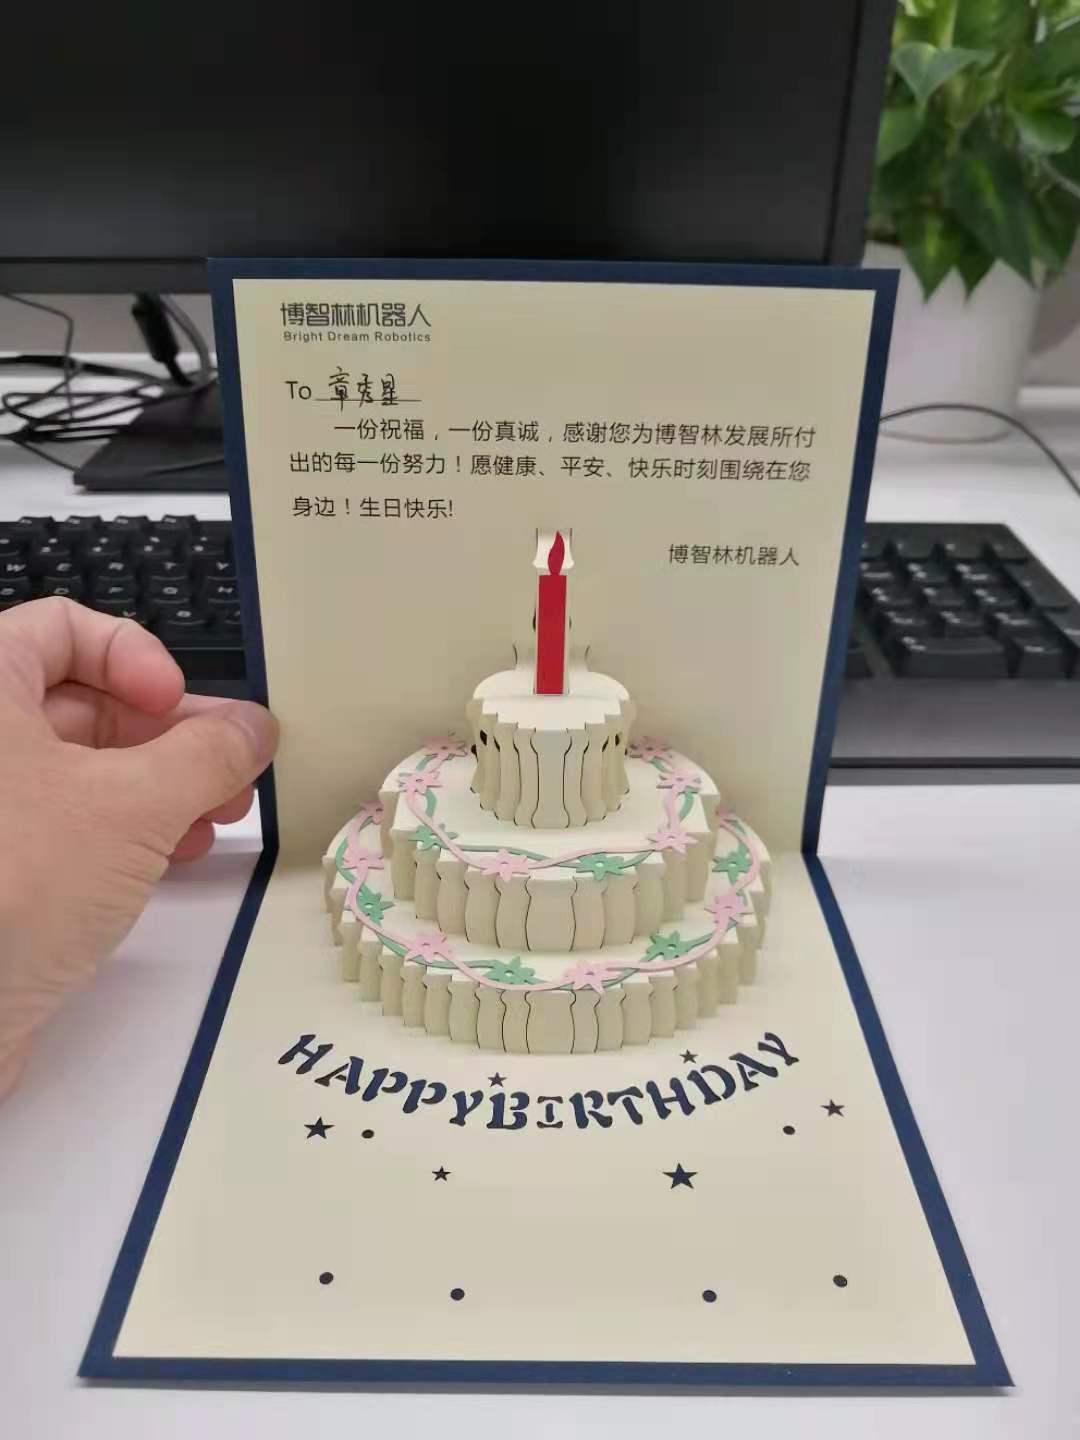 博智林机器人
Bright Dream Robotics
To 章秀星
一份祝福，一份真诚，感谢您为博智林发展所付
出的每一份努力！愿健康、平安、快乐时刻围绕在您
身边！生日快乐!
博智林机器人
HAPPY BIRTHDAY